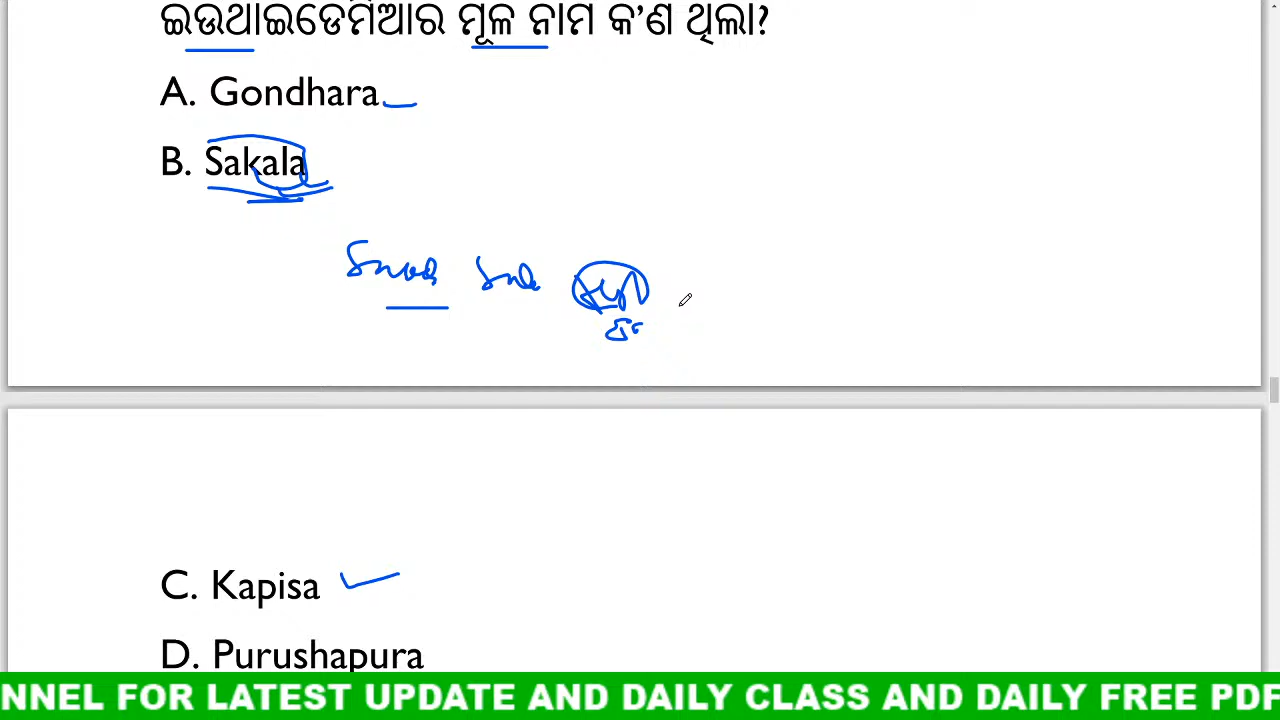 ଇଉଥାଇଡେମିଆର ମୂଳ ନାମ କ’ଣ ଥିଲା?
A. Gondhara
B. Sakala
C. Kapisa
D. Purushapura
NNEL FOR LATEST UPDATE AND DAILY CLASS AND DAILY FREE PDF